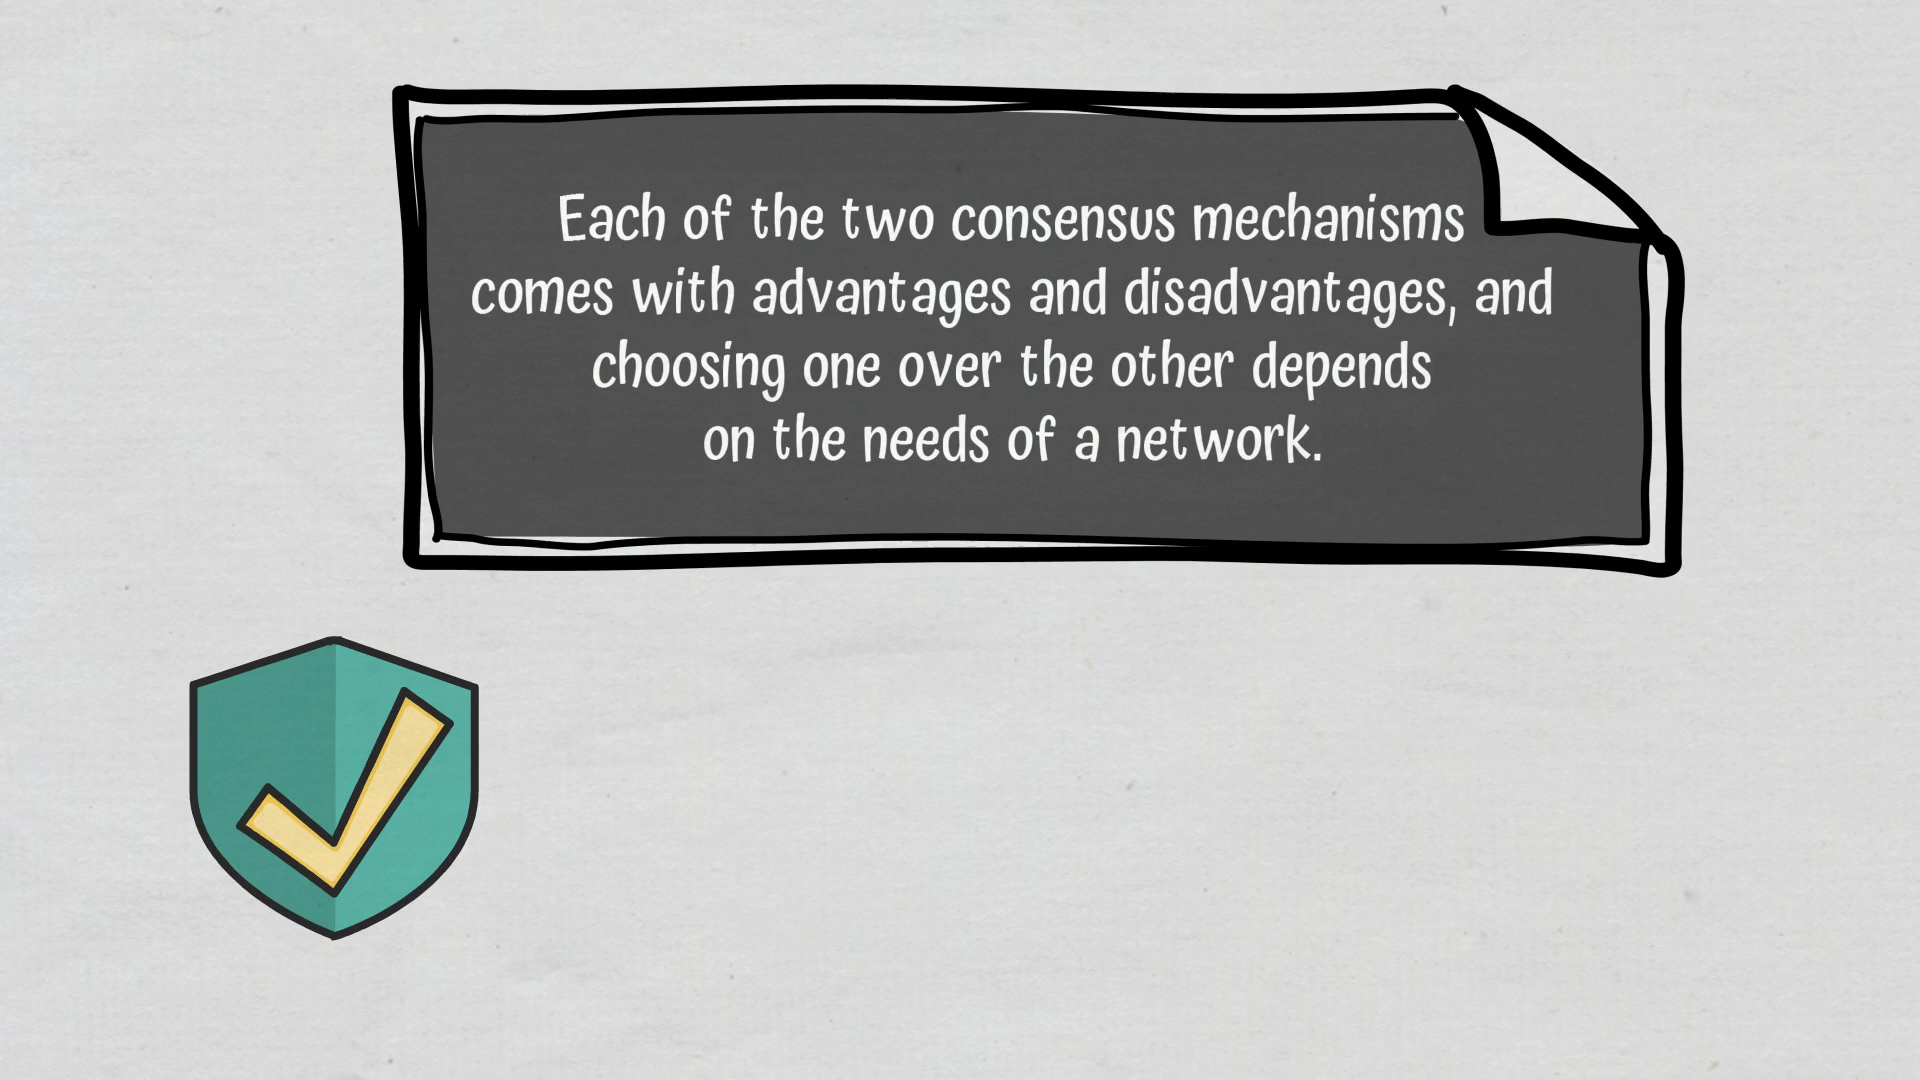 Each of the two consensus mechanisms
comes with advantages and disadvantages, and
choosing one over the other depends
on the needs of a network.